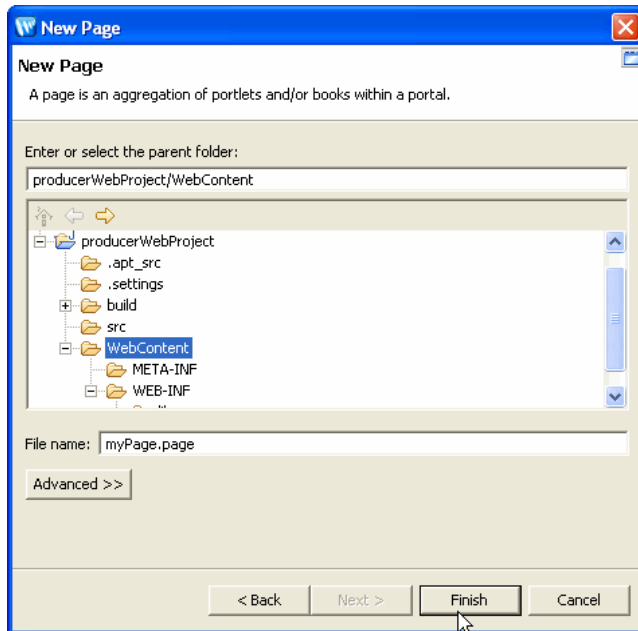 New Page
New Page
A page is an aggregation of portlets and/or books within a portal.
Enter or select the parent folder:
producerWebProject/WebContent
producerWebProject
.apt_src
.settings
build
src
WebContent
META-INF
WEB-INF
File name: myPage.page
Advanced >>
< Back Next > Finish Cancel